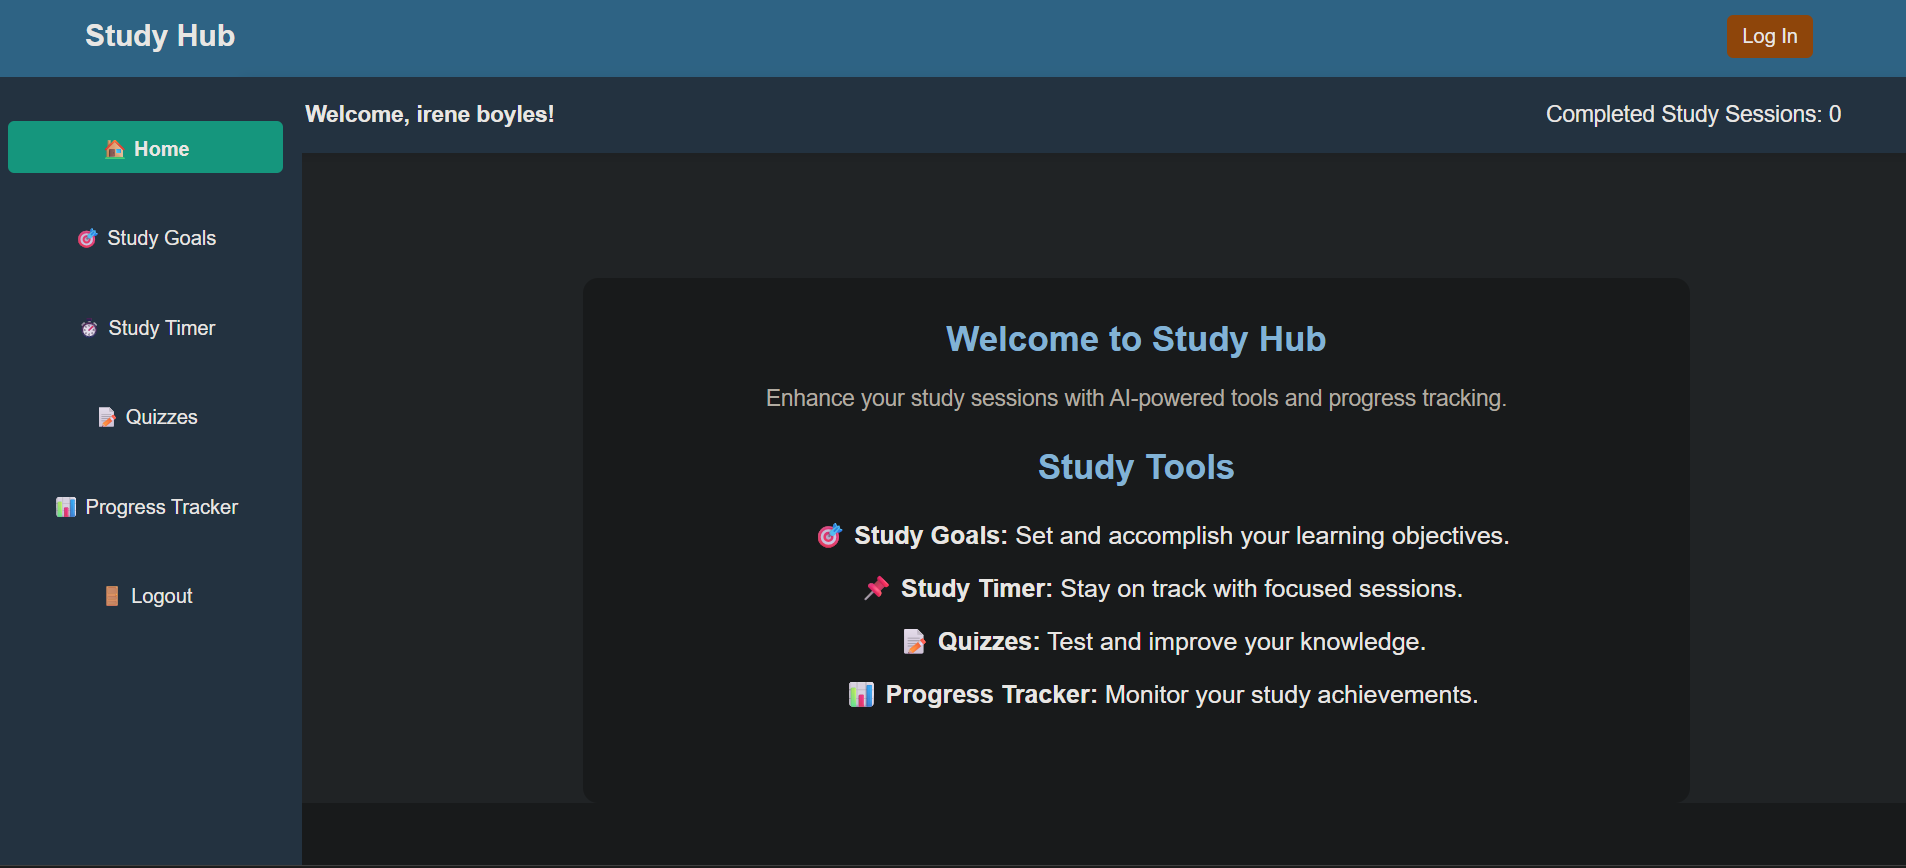 Study Hub
Log In
Welcome, irene boyles!
Completed Study Sessions: 0
🏠 Home
🎯 Study Goals
⏰ Study Timer
📝 Quizzes
📊 Progress Tracker
🚪 Logout
Welcome to Study Hub
Enhance your study sessions with AI-powered tools and progress tracking.
Study Tools
🎯 Study Goals: Set and accomplish your learning objectives.
📌 Study Timer: Stay on track with focused sessions.
📝 Quizzes: Test and improve your knowledge.
📊 Progress Tracker: Monitor your study achievements.